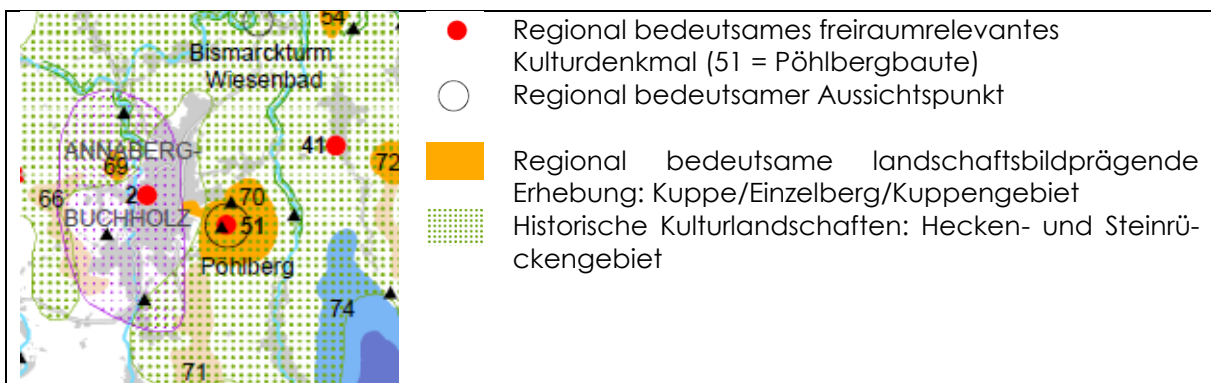 54
Bismarckturm
Wiesenbad
ANNABERG-
41
69
72
66
2
70
BUCHHOLZ
51
Pöhlberg
74
71
Regional bedeutsames freiraumrelevantes
Kulturdenkmal (51 = Pöhlbergbaute)
Regional bedeutsamer Aussichtspunkt
Regional bedeutsame landschaftsbildprägende
Erhebung: Kuppe/Einzelberg/Kuppengebiet
Historische Kulturlandschaften: Hecken- und Steinrü-
ckengebiet